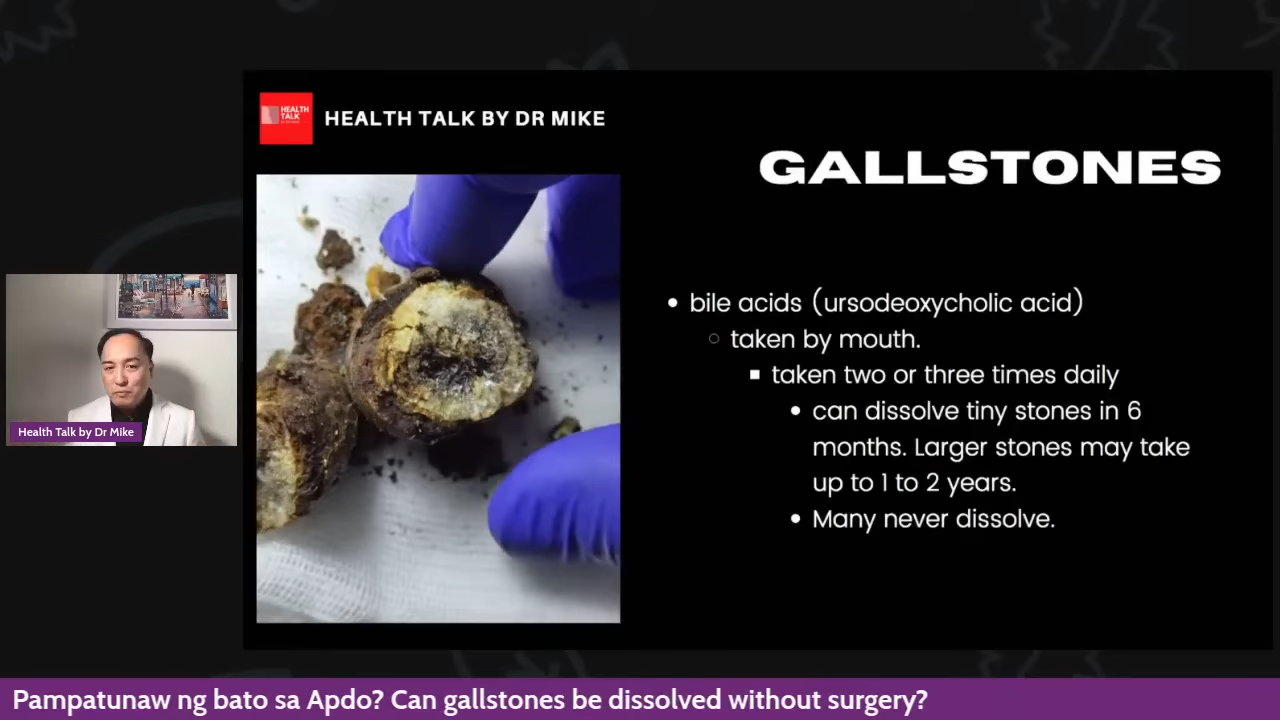 HEALTH
TALK
HEALTH TALK BY DR MIKE
GALLSTONES
• bile acids (ursodeoxycholic acid)
○ taken by mouth.
▪ taken two or three times daily
• can dissolve tiny stones in 6
months. Larger stones may take
up to 1 to 2 years.
• Many never dissolve.
Health Talk by Dr Mike
Pampatunaw ng bato sa Apdo? Can gallstones be dissolved without surgery?